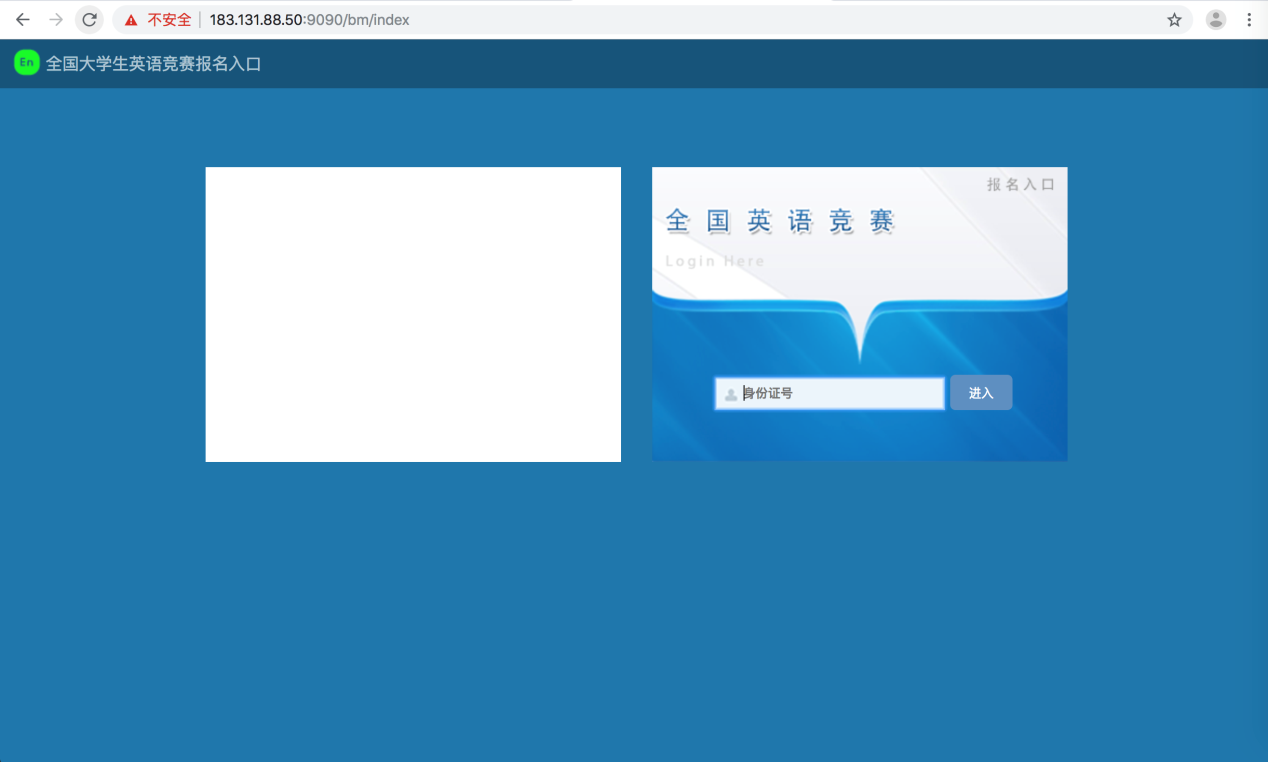 不安全 183.131.88.50:9090/bm/index
En 全国大学生英语竞赛报名入口
报名入口
全国英语竞赛
Login Here
身份证号 进入